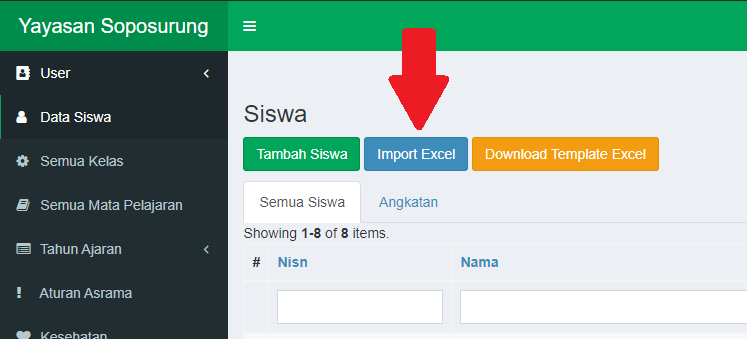 Yayasan Soposurung
User
Data Siswa
Semua Kelas
Semua Mata Pelajaran
Tahun Ajaran
Aturan Asrama
Kesehatan
Siswa
Tambah Siswa Import Excel Download Template Excel
Semua Siswa Angkatan
Showing 1-8 of 8 items.
# Nisn Nama